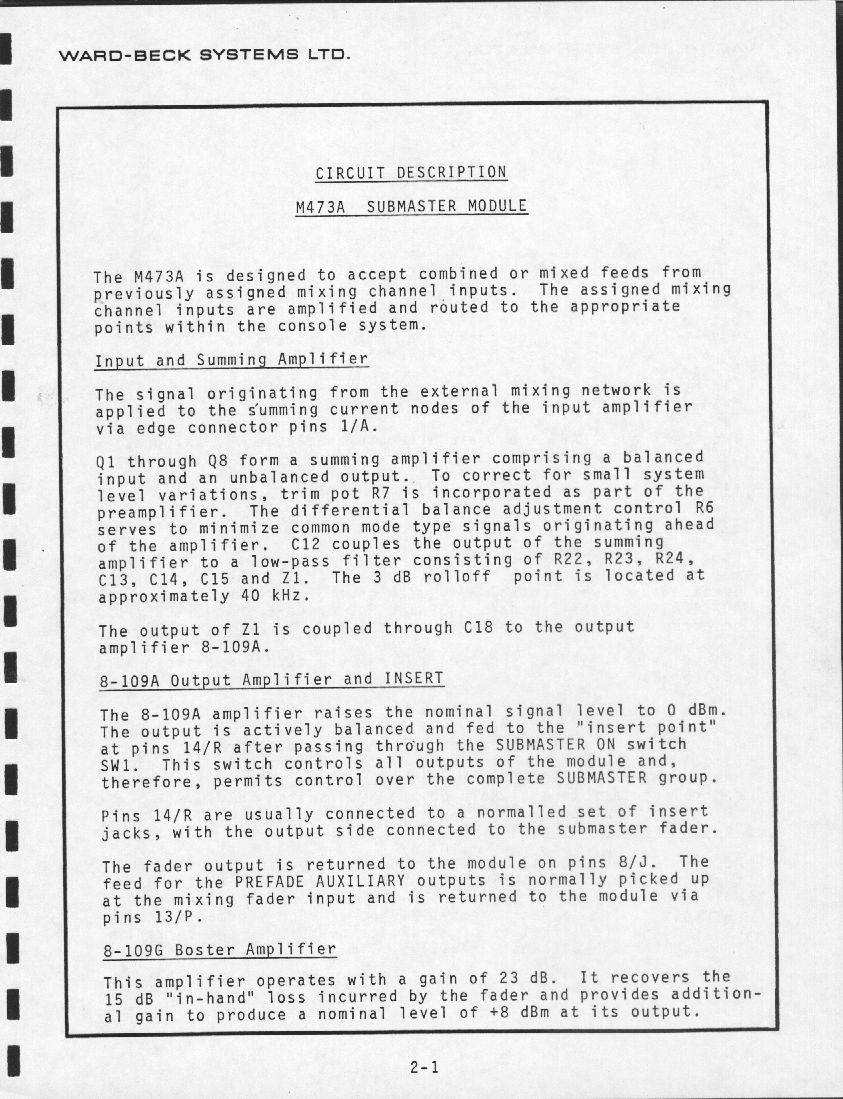 WARD-BECK SYSTEMS LTD.
CIRCUIT DESCRIPTION
M473A SUBMASTER MODULE
The M473A is designed to accept combined or mixed feeds from
previously assigned mixing channel inputs. The assigned mixing
channel inputs are amplified and routed to the appropriate
points within the console system.
Input and Summing Amplifier
The signal originating from the external mixing network is
applied to the summing current nodes of the input amplifier
via edge connector pins 1/A.
Q1 through Q8 form a summing amplifier comprising a balanced
input and an unbalanced output. To correct for small system
level variations, trim pot R7 is incorporated as part of the
preamplifier. The differential balance adjustment control R6
serves to minimize common mode type signals originating ahead
of the amplifier. C12 couples the output of the summing
amplifier to a low-pass filter consisting of R22, R23, R24,
C13, C14, C15 and Z1. The 3 dB rolloff point is located at
approximately 40 kHz.
The output of Z1 is coupled through C18 to the output
amplifier 8-109A.
8-109A Output Amplifier and INSERT
The 8-109A amplifier raises the nominal signal level to 0 dBm.
The output is actively balanced and fed to the "insert point"
at pins 14/R after passing through the SUBMASTER ON switch
SW1. This switch controls all outputs of the module and,
therefore, permits control over the complete SUBMASTER group.
Pins 14/R are usually connected to a normalled set of insert
jacks, with the output side connected to the submaster fader.
The fader output is returned to the module on pins 8/J. The
feed for the PREFADE AUXILIARY outputs is normally picked up
at the mixing fader input and is returned to the module via
pins 13/P.
8-109G Boster Amplifier
This amplifier operates with a gain of 23 dB. It recovers the
15 dB "in-hand" loss incurred by the fader and provides addition-
al gain to produce a nominal level of +8 dBm at its output.
2-1